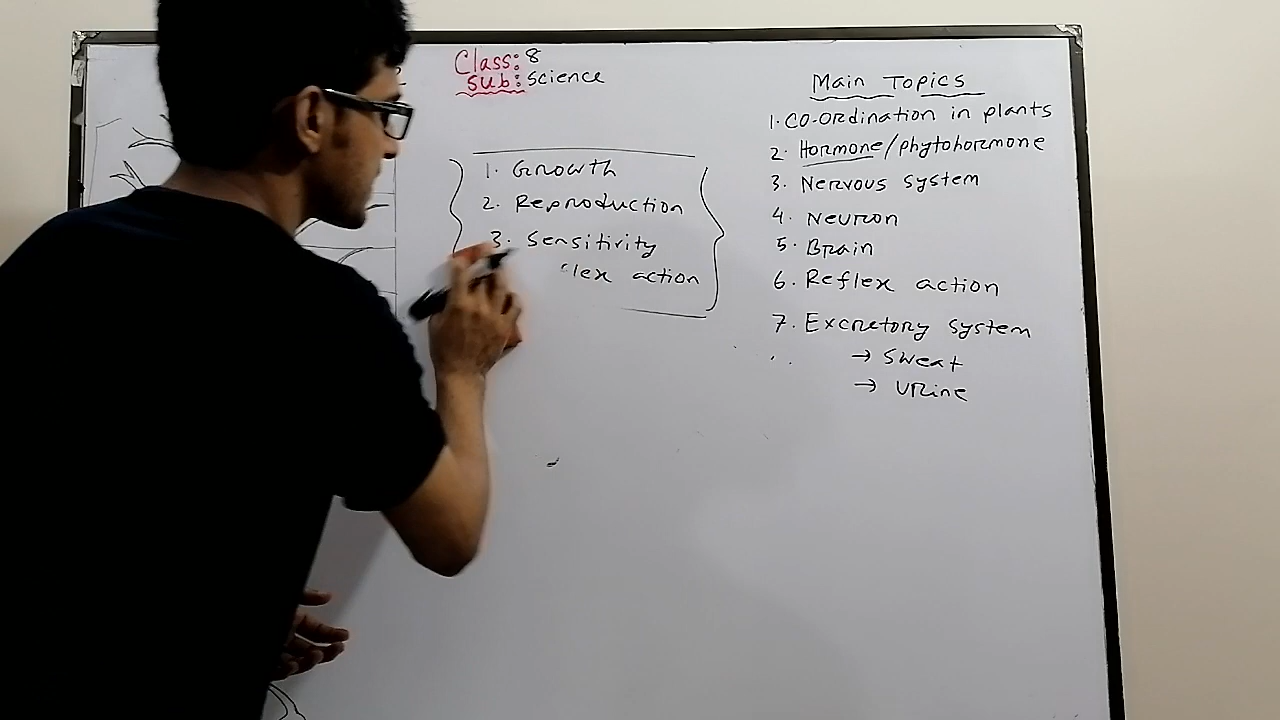 Class: 8
Sub: Science
1. Growth
2. Reproduction
3. Sensitivity
action
Main Topics
1. CO-ordination in plants
2. Hormone/phytohormone
3. Nervous system
4. Neuron
5. Brain
6. Reflex action
7. Excretory system
→ Sweat
→ Urine